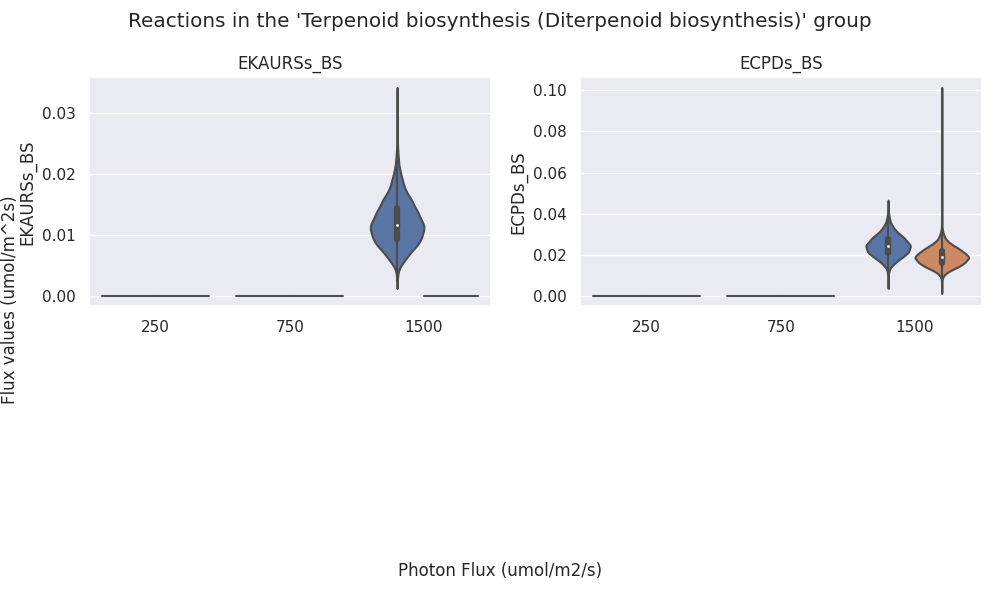 Reactions in the 'Terpenoid biosynthesis (Diterpenoid biosynthesis)' group
EKAURSs_BS
ECPDs_BS
Flux values (umol/m^2s)
EKAURSs_BS
0.03
0.02
0.01
0.00
250
750
1500
ECPDs_BS
0.10
0.08
0.06
0.04
0.02
0.00
250
750
1500
Photon Flux (umol/m2/s)